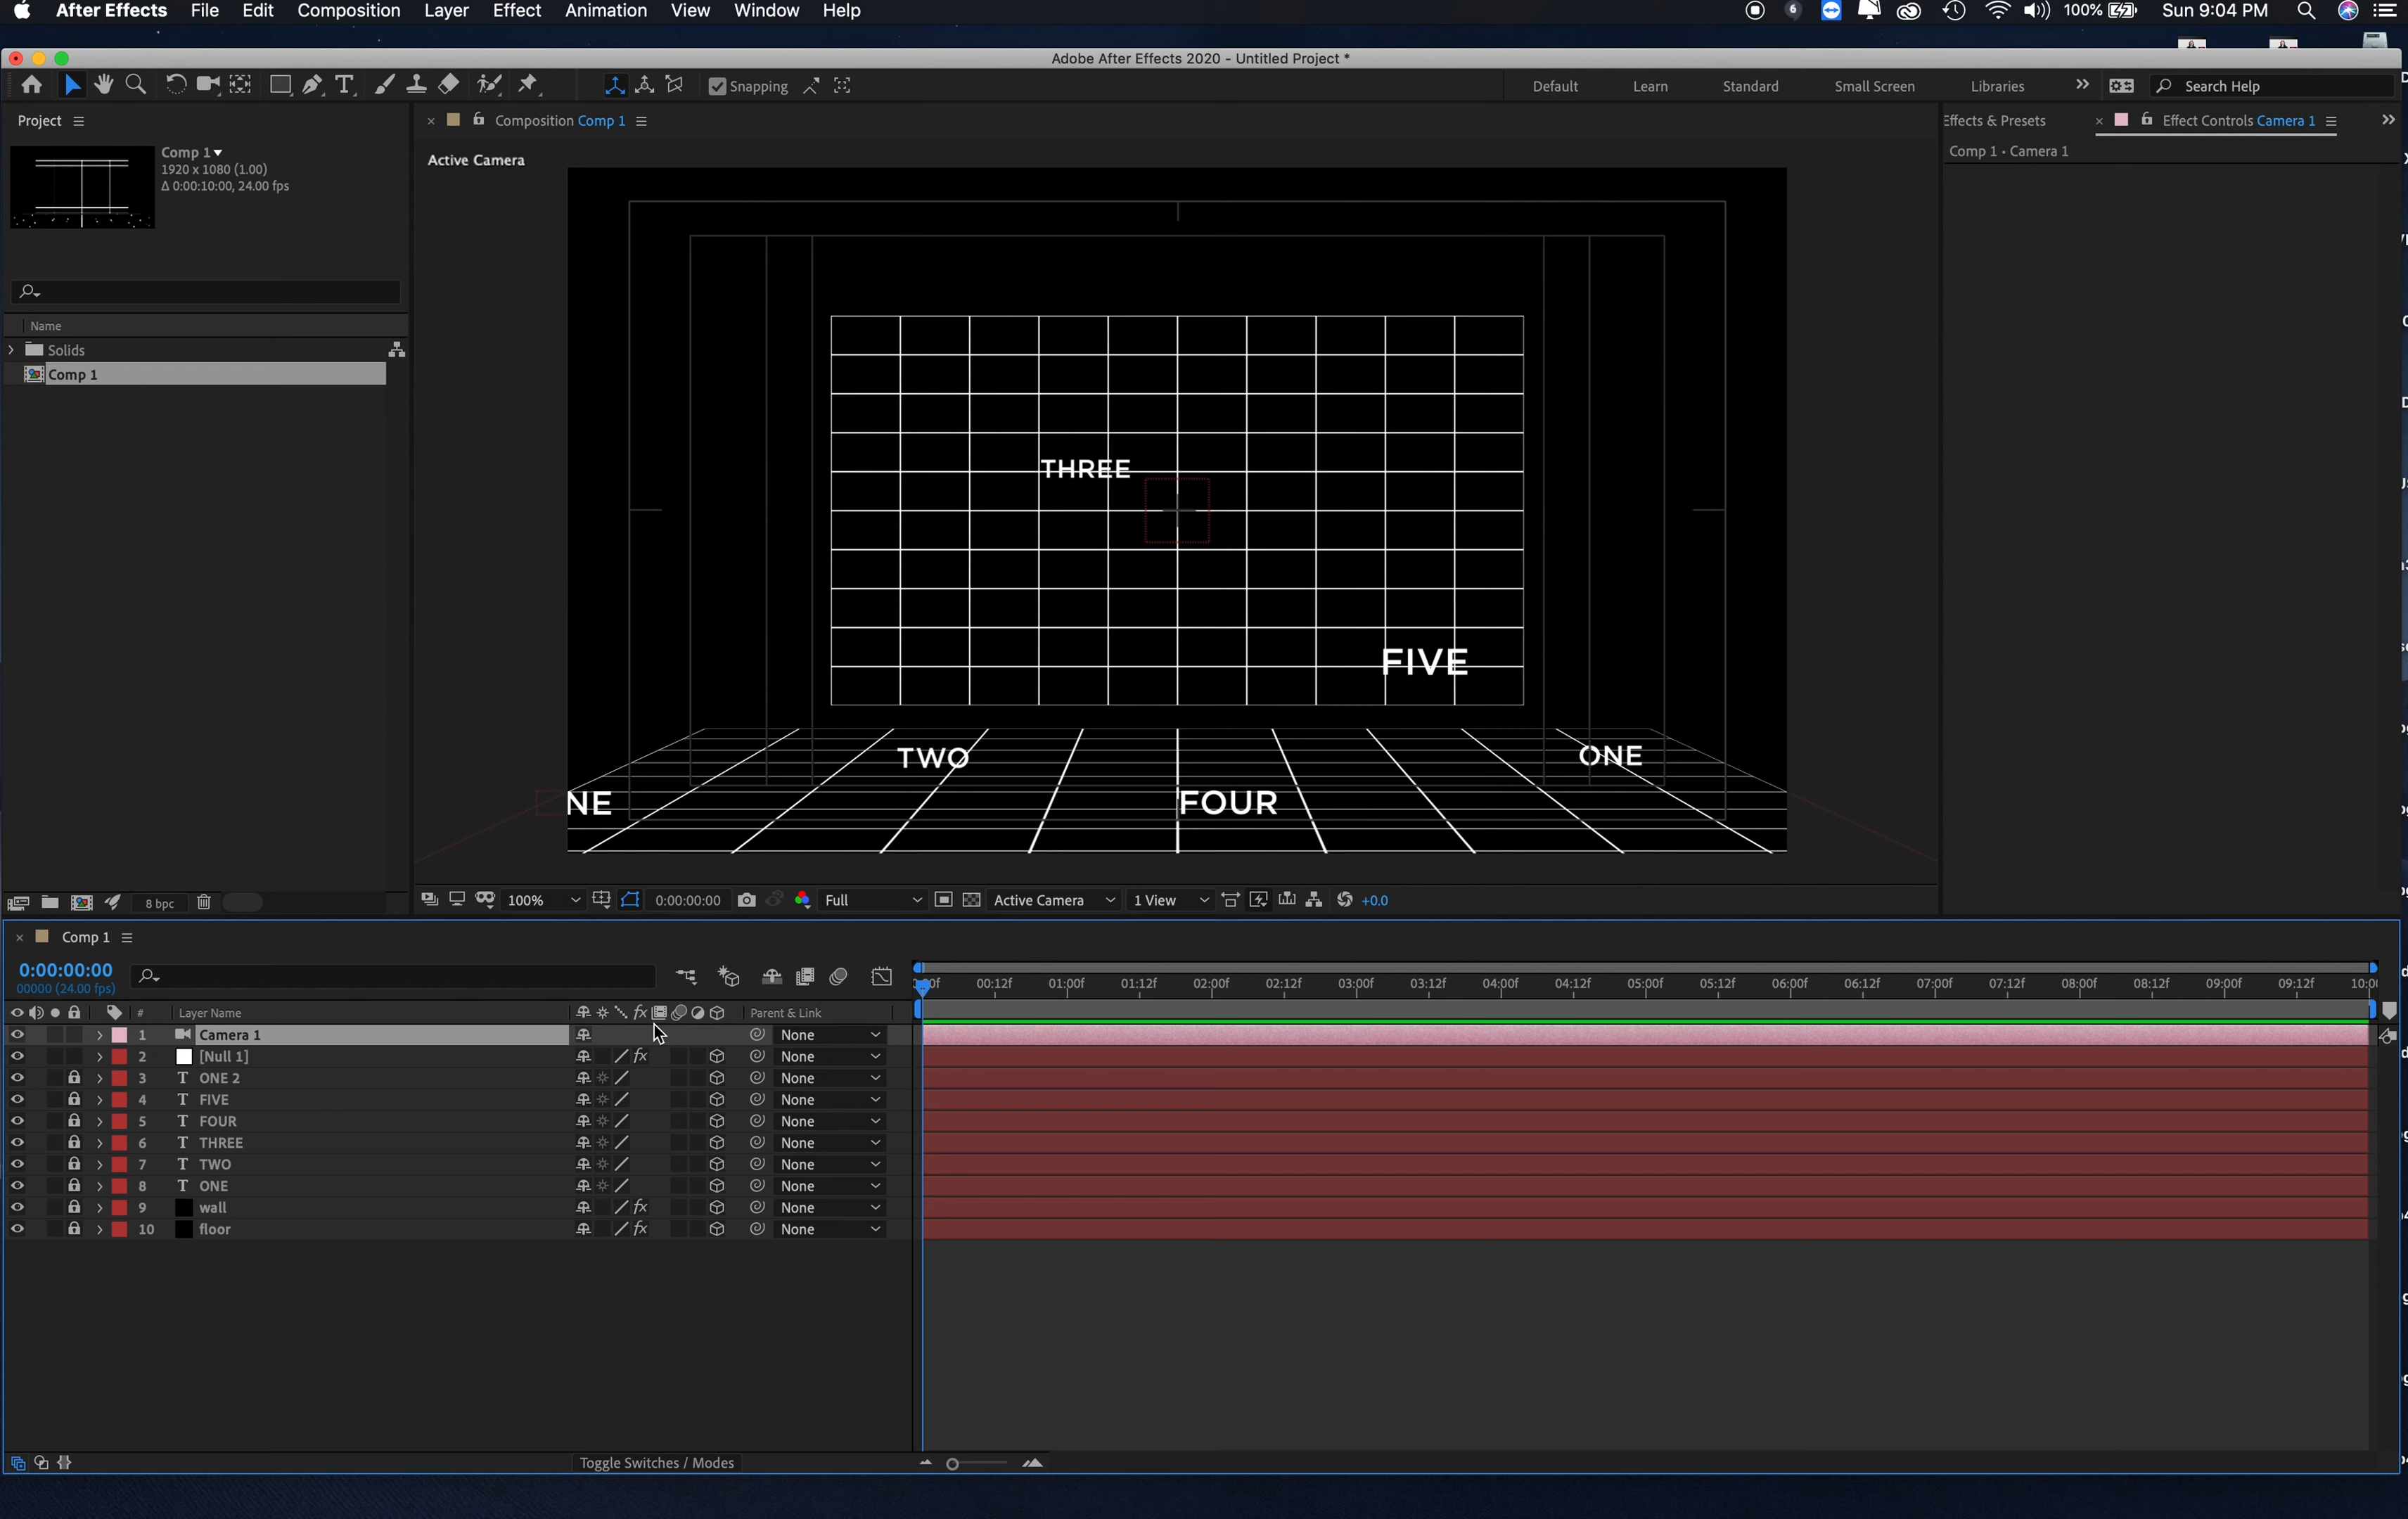 After Effects File Edit Composition Layer Effect Animation View Window Help 6 100% Sun 9:04 PM
Adobe After Effects 2020 - Untitled Project *
Snapping Default Learn Standard Small Screen Libraries Search Help
Project
Composition Comp 1
Effects & Presets
Effect Controls Camera 1
Comp 1
1920 x 1080 (1.00)
Δ 0:00:10:00, 24.00 fps
Active Camera
Comp 1 • Camera 1
Name
Solids
Comp 1
THREE
FIVE
TWO
ONE
NE
FOUR
8 bpc
100% 0:00:00:00 Full Active Camera 1 View +0.0
Comp 1
0:00:00:00
00000 (24.00 fps)
00:12f 01:00f 01:12f 02:00f 02:12f 03:00f 03:12f 04:00f 04:12f 05:00f 05:12f 06:00f 06:12f 07:00f 07:12f 08:00f 08:12f 09:00f 09:12f
# Layer Name fx Parent & Link
1 Camera 1 None
2 [Null 1] fx None
3 T ONE 2 None
4 T FIVE None
5 T FOUR None
6 T THREE None
7 T TWO None
8 T ONE None
9 wall fx None
10 floor fx None
Toggle Switches / Modes